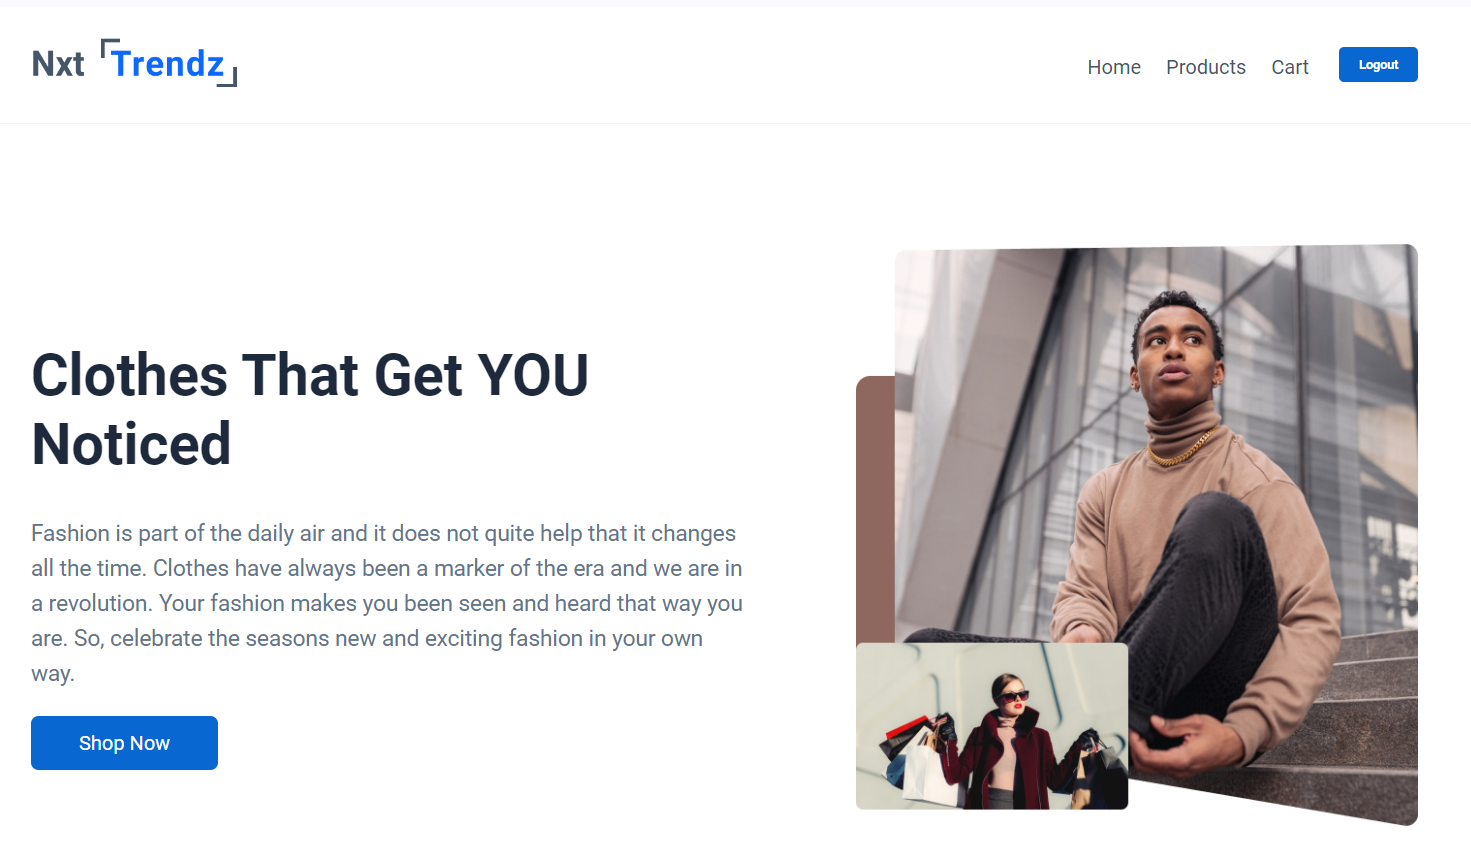 Nxt Trendz
Home Products Cart Logout
Clothes That Get YOU
Noticed
Fashion is part of the daily air and it does not quite help that it changes
all the time. Clothes have always been a marker of the era and we are in
a revolution. Your fashion makes you been seen and heard that way you
are. So, celebrate the seasons new and exciting fashion in your own
way.
Shop Now